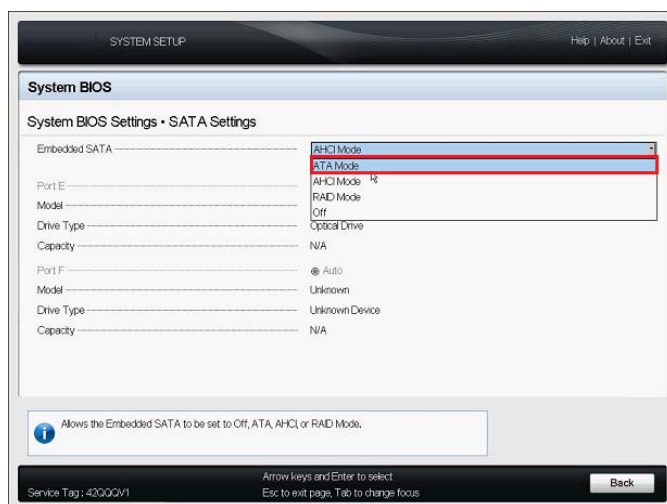 SYSTEM SETUP
Help | About | Exit
System BIOS
System BIOS Settings • SATA Settings
Embedded SATA
AHCI Mode
ATA Mode
AHCI Mode
RAID Mode
Off
Port E
Model
Drive Type Optical Drive
Capacity N/A
Port F Auto
Model Unknown
Drive Type Unknown Device
Capacity N/A
Allows the Embedded SATA to be set to Off, ATA, AHCI, or RAID Mode.
Arrow keys and Enter to select
Service Tag : 42QQQV1 Esc to exit page, Tab to change focus
Back